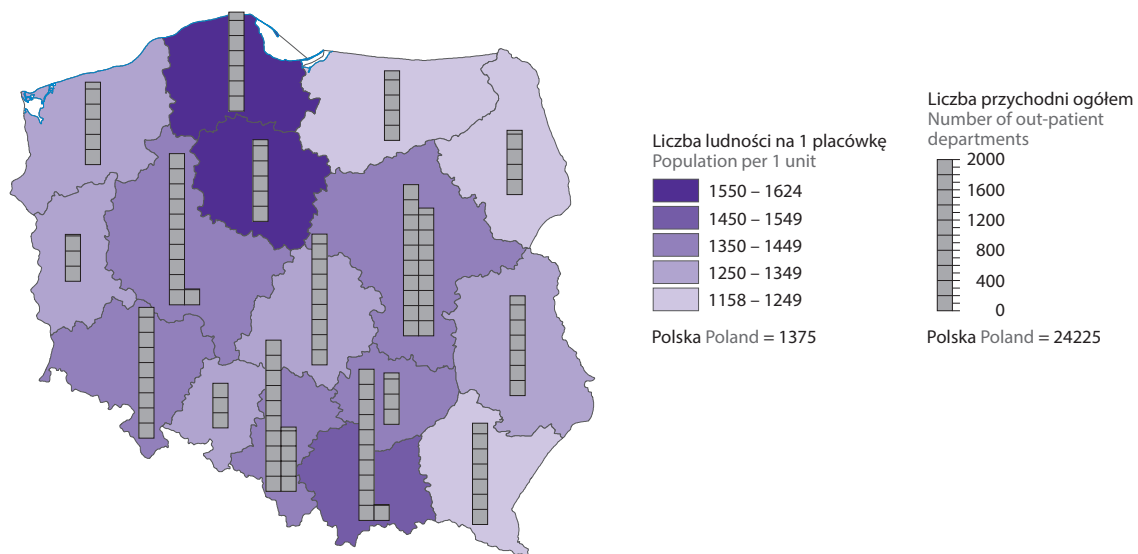 Liczba ludności na 1 placówkę
Population per 1 unit
1550 – 1624
1450 – 1549
1350 – 1449
1250 – 1349
1158 – 1249
Polska Poland = 1375
Liczba przychodni ogółem
Number of out-patient
departments
2000
1600
1200
800
400
0
Polska Poland = 24225